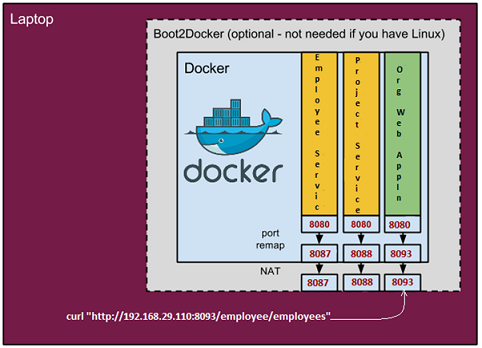 Laptop
Boot2Docker (optional - not needed if you have Linux)
Docker
Employee Servic
Project Service
Org Web Appln
docker
8080 8080 8080
port
remap
8087 8088 8093
NAT
8087 8088 8093
curl "http://192.168.29.110:8093/employee/employees"